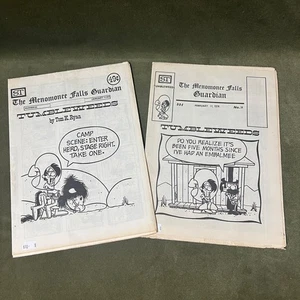 The Menomonee Falls Guardian
TUMBLEWEEDS
by Tom K. Ryan
CAMP
SCENE: ENTER
HERO, STAGE RIGHT,
TAKE ONE.
The Menomonee Falls
Guardian
TUMBLEWEEDS
DO YOU REALIZE IT'S
BEEN FIVE MONTHS SINCE
I'VE HAD AN EMBALMEE